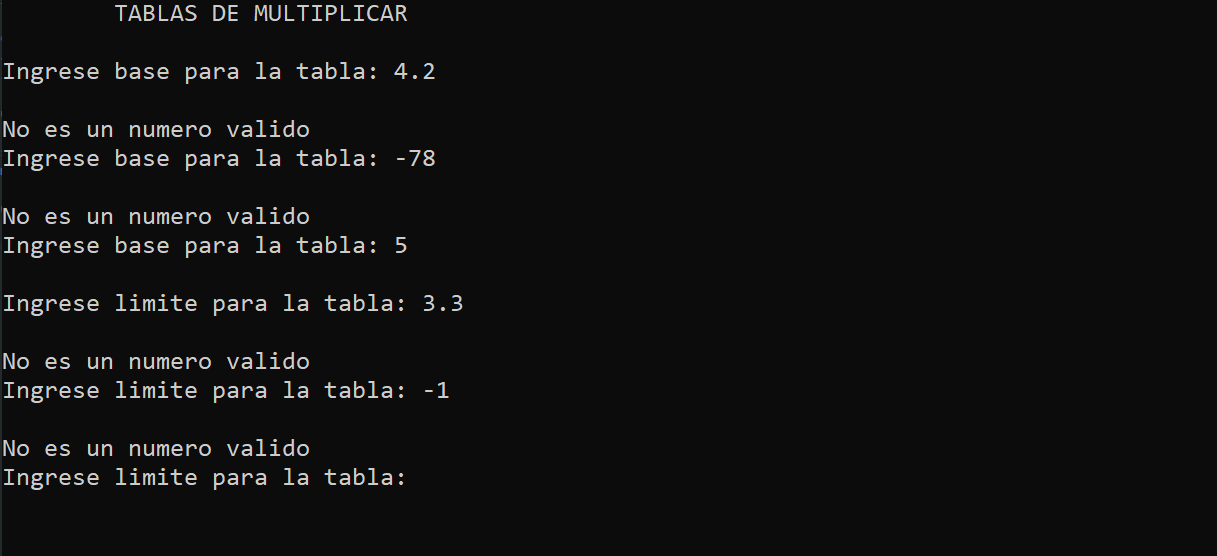 TABLAS DE MULTIPLICAR
Ingrese base para la tabla: 4.2
No es un numero valido
Ingrese base para la tabla: -78
No es un numero valido
Ingrese base para la tabla: 5
Ingrese limite para la tabla: 3.3
No es un numero valido
Ingrese limite para la tabla: -1
No es un numero valido
Ingrese limite para la tabla: